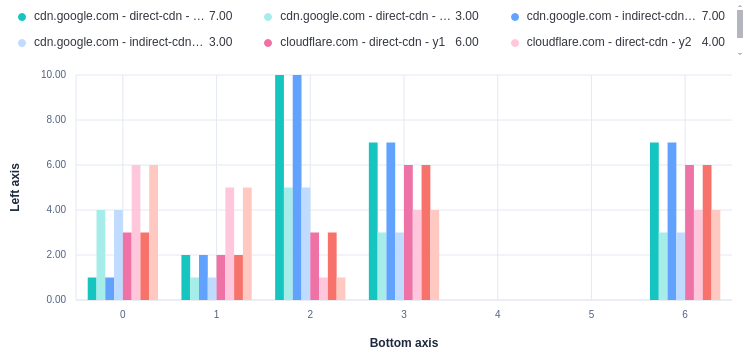 cdn.google.com - direct-cdn - … 7.00 cdn.google.com - direct-cdn - … 3.00 cdn.google.com - indirect-cdn… 7.00
cdn.google.com - indirect-cdn… 3.00 cloudflare.com - direct-cdn - y1 6.00 cloudflare.com - direct-cdn - y2 4.00
Left axis
10.00
8.00
6.00
4.00
2.00
0.00
0 1 2 3 4 5 6
Bottom axis